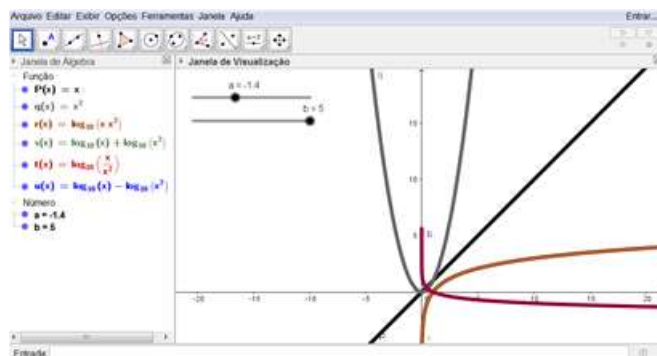 Arquivo Editar Exibir Opções Ferramentas Janela Ajuda
Entrar...
Janela de Álgebra
Janela de Visualização
Função
P(x) = x
q(x) = x²
r(x) = log₁₀(x x²)
s(x) = log₁₀(x) + log₁₀(x²)
t(x) = log₁₀(x/x²)
u(x) = log₁₀(x) − log₁₀(x²)
Número
a = -1.4
b = 5
a = -1.4
b = 5
15
10
5
-20 -15 -10 -5 0 5 10 15 20
Entrada: